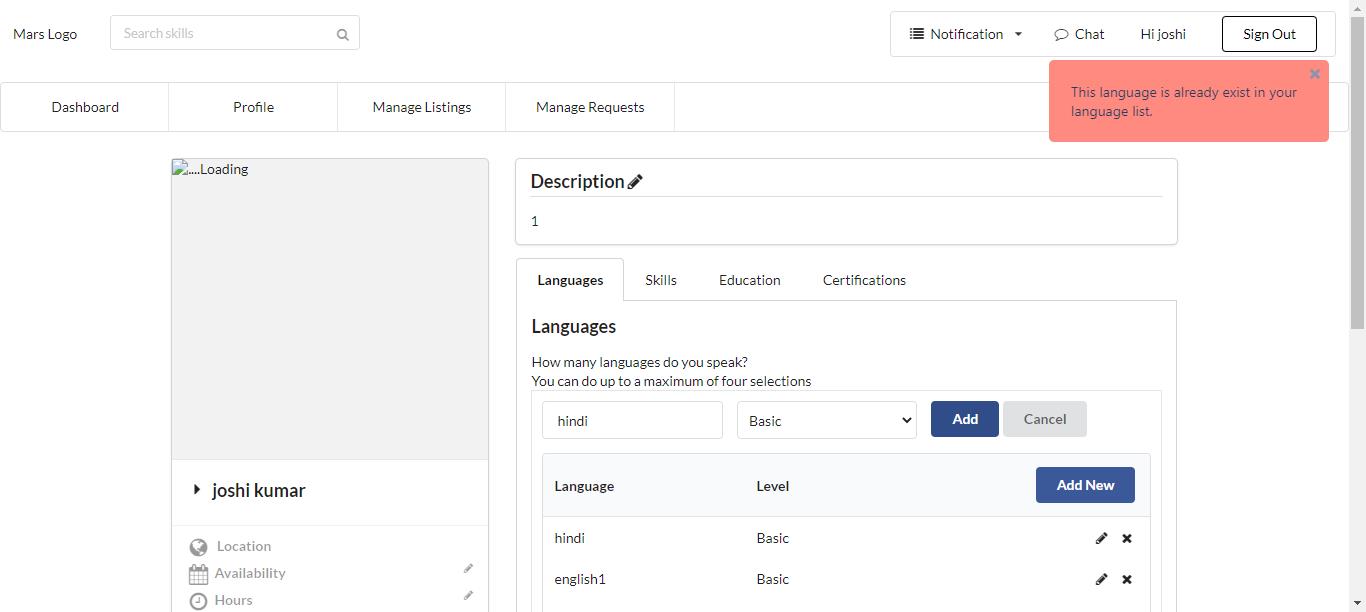 Mars Logo
Search skills
Notification
Chat
Hi joshi
Sign Out
This language is already exist in your
language list.
Dashboard
Profile
Manage Listings
Manage Requests
....Loading
Description
1
Languages
Skills
Education
Certifications
Languages
How many languages do you speak?
You can do up to a maximum of four selections
hindi
Basic
Add
Cancel
Language
Level
Add New
hindi
Basic
english1
Basic
joshi kumar
Location
Availability
Hours